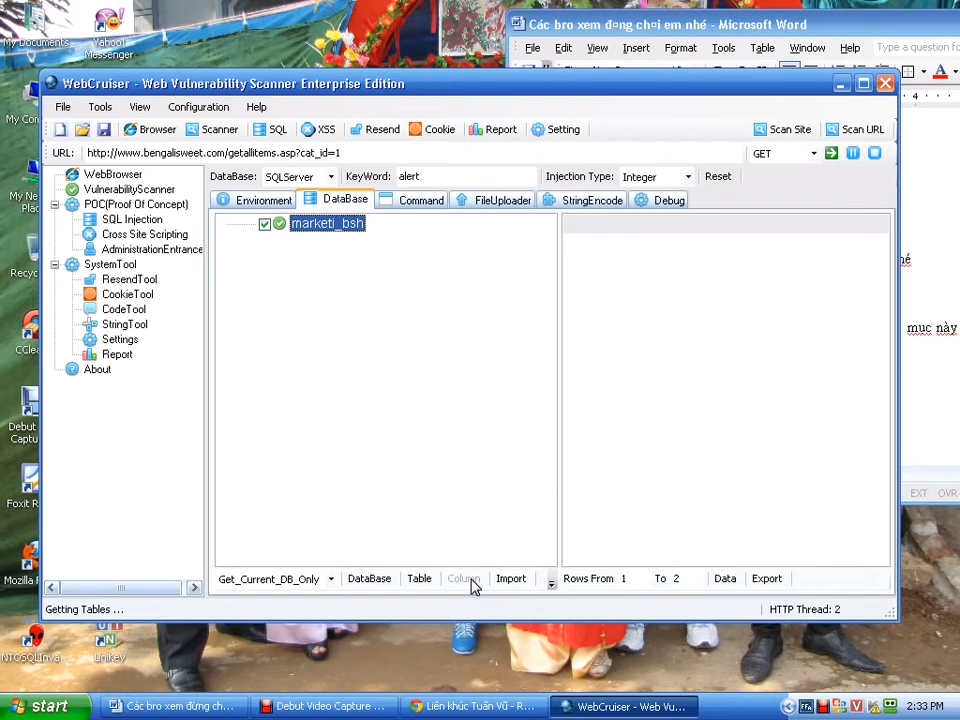 My Documents
Yahoo! Messenger
Các bro xem đừng chửi em nhé - Microsoft Word
File Edit View Insert Format Tools Table Window Help
WebCruiser - Web Vulnerability Scanner Enterprise Edition
File Tools View Configuration Help
Browser Scanner SQL XSS Resend Cookie Report Setting Scan Site Scan URL
URL: http://www.bengalisweet.com/getallitems.asp?cat_id=1 GET
WebBrowser
VulnerabilityScanner
POC(Proof Of Concept)
SQL Injection
Cross Site Scripting
AdministrationEntrance
SystemTool
ResendTool
CookieTool
CodeTool
StringTool
Settings
Report
About
DataBase: SQLServer KeyWord: alert Injection Type: Integer Reset
Environment DataBase Command FileUploader StringEncode Debug
marketi_bsh
mục này
Get_Current_DB_Only DataBase Table Column Import Rows From 1 To 2 Data Export
Getting Tables ... HTTP Thread: 2
EXT OVR
UniKey
start Các bro xem đừng ch... Debut Video Capture ... Liên khúc Tuấn Vũ - R... WebCruiser - Web Vu... 2:33 PM